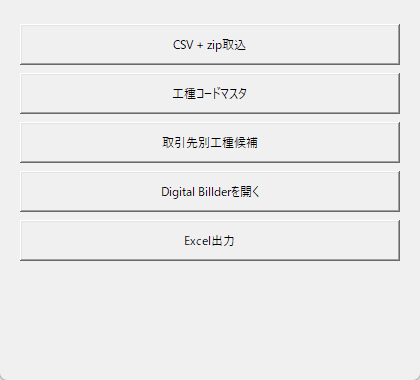 CSV + zip取込
工種コードマスタ
取引先別工種候補
Digital Billderを開く
Excel出力